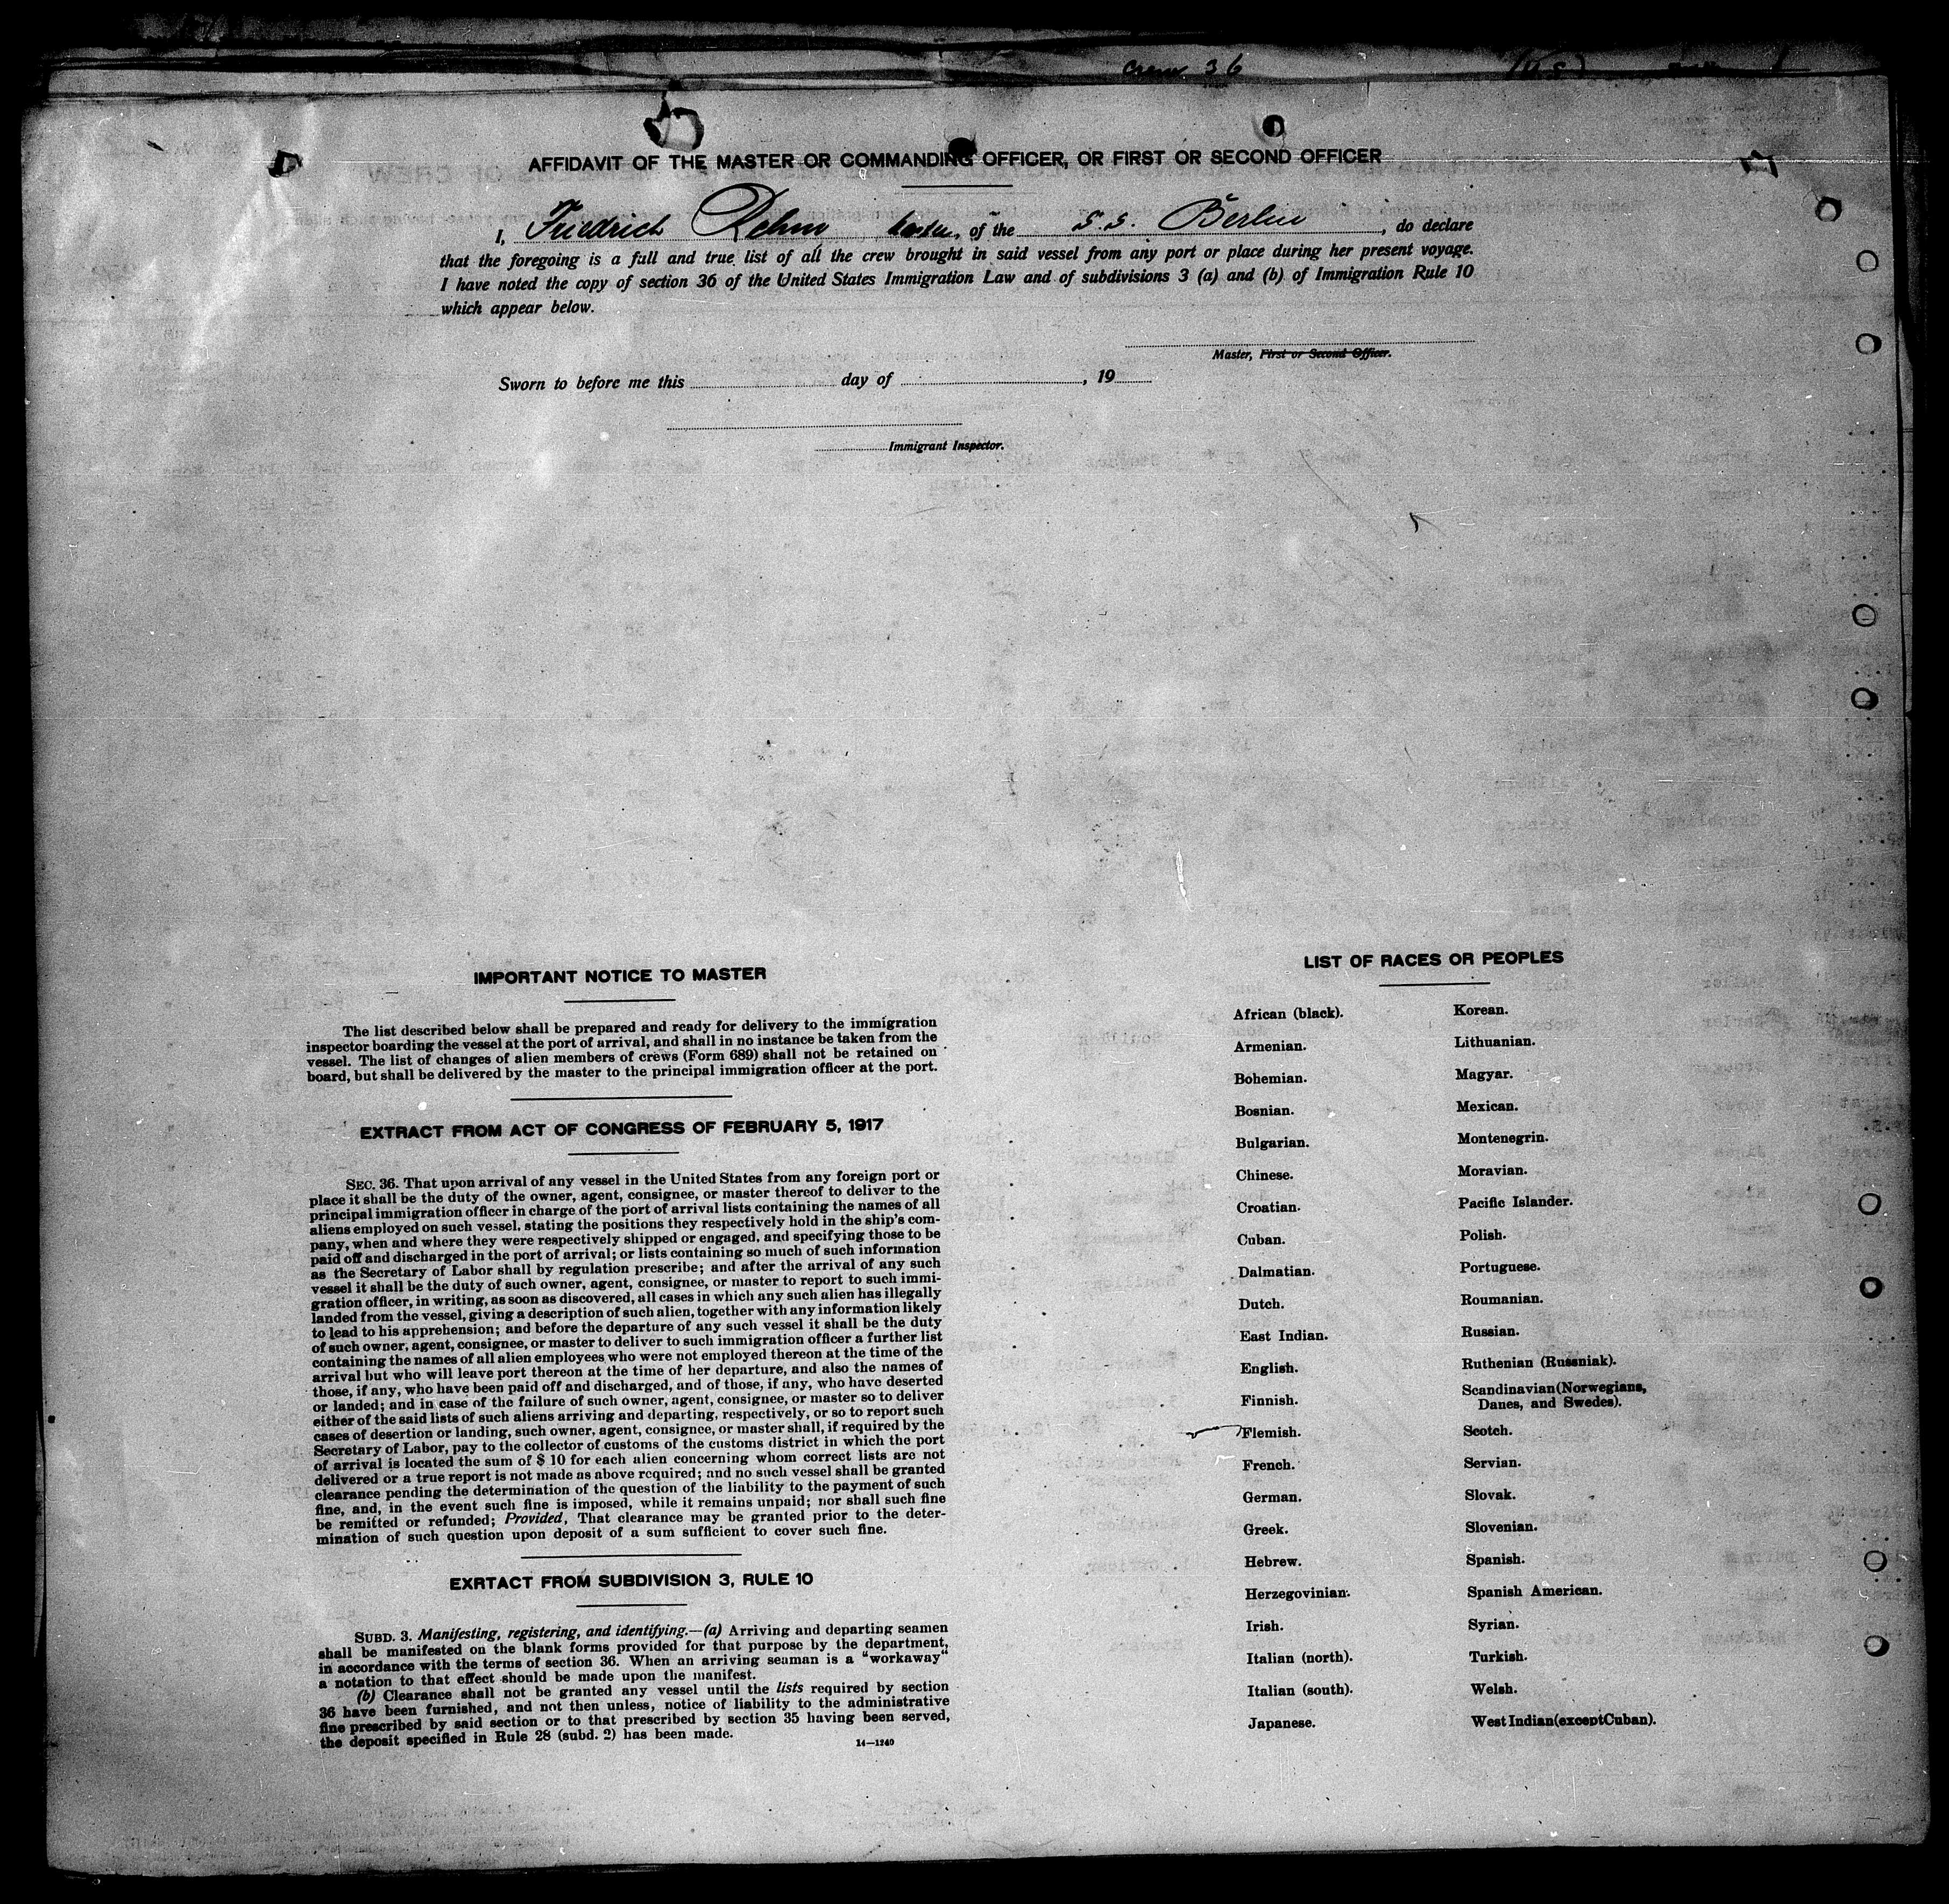 Crew 36
AFFIDAVIT OF THE MASTER OR COMMANDING OFFICER, OR FIRST OR SECOND OFFICER
I, Friedrich Rehm Master, of the S.S. Berlin, do declare
that the foregoing is a full and true list of all the crew brought in said vessel from any port or place during her present voyage.
I have noted the copy of section 36 of the United States Immigration Law and of subdivisions 3 (a) and (b) of Immigration Rule 10
which appear below.
Master, First or Second Officer.
Sworn to before me this day of , 19
Immigrant Inspector.
IMPORTANT NOTICE TO MASTER
The list described below shall be prepared and ready for delivery to the immigration
inspector boarding the vessel at the port of arrival, and shall in no instance be taken from the
vessel. The list of changes of alien members of crews (Form 689) shall not be retained on
board, but shall be delivered by the master to the principal immigration officer at the port.
EXTRACT FROM ACT OF CONGRESS OF FEBRUARY 5, 1917
SEC. 36. That upon arrival of any vessel in the United States from any foreign port or
place it shall be the duty of the owner, agent, consignee, or master thereof to deliver to the
principal immigration officer in charge of the port of arrival lists containing the names of all
aliens employed on such vessel, stating the positions they respectively hold in the ship's com-
pany, when and where they were respectively shipped or engaged, and specifying those to be
paid off and discharged in the port of arrival; or lists containing so much of such information
as the Secretary of Labor shall by regulation prescribe; and after the arrival of any such
vessel it shall be the duty of such owner, agent, consignee, or master to report to such immi-
gration officer, in writing, as soon as discovered, all cases in which any such alien has illegally
landed from the vessel, giving a description of such alien, together with any information likely
to lead to his apprehension; and before the departure of any such vessel it shall be the duty
of such owner, agent, consignee, or master to deliver to such immigration officer a further list
containing the names of all alien employees who were not employed thereon at the time of the
arrival but who will leave port thereon at the time of her departure, and also the names of
those, if any, who have been paid off and discharged, and of those, if any, who have deserted
or landed; and in case of the failure of such owner, agent, consignee, or master so to deliver
either of the said lists of such aliens arriving and departing, respectively, or so to report such
cases of desertion or landing, such owner, agent, consignee, or master shall, if required by the
Secretary of Labor, pay to the collector of customs of the customs district in which the port
of arrival is located the sum of $ 10 for each alien concerning whom correct lists are not
delivered or a true report is not made as above required; and no such vessel shall be granted
clearance pending the determination of the question of the liability to the payment of such
fine, and, in the event such fine is imposed, while it remains unpaid; nor shall such fine
be remitted or refunded; Provided, That clearance may be granted prior to the deter-
mination of such question upon deposit of a sum sufficient to cover such fine.
EXRTACT FROM SUBDIVISION 3, RULE 10
SUBD. 3. Manifesting, registering, and identifying.—(a) Arriving and departing seamen
shall be manifested on the blank forms provided for that purpose by the department,
in accordance with the terms of section 36. When an arriving seaman is a "workaway"
a notation to that effect should be made upon the manifest.
(b) Clearance shall not be granted any vessel until the lists required by section
36 have been furnished, and not then unless, notice of liability to the administrative
fine prescribed by said section or to that prescribed by section 35 having been served,
the deposit specified in Rule 28 (subd. 2) has been made.
14—1240
LIST OF RACES OR PEOPLES
African (black).
Armenian.
Bohemian.
Bosnian.
Bulgarian.
Chinese.
Croatian.
Cuban.
Dalmatian.
Dutch.
East Indian.
English.
Finnish.
Flemish.
French.
German.
Greek.
Hebrew.
Herzegovinian.
Irish.
Italian (north).
Italian (south).
Japanese.
Korean.
Lithuanian.
Magyar.
Mexican.
Montenegrin.
Moravian.
Pacific Islander.
Polish.
Portuguese.
Roumanian.
Russian.
Ruthenian (Russniak).
Scandinavian (Norwegians,
Danes, and Swedes).
Scotch.
Servian.
Slovak.
Slovenian.
Spanish.
Spanish American.
Syrian.
Turkish.
Welsh.
West Indian (except Cuban).